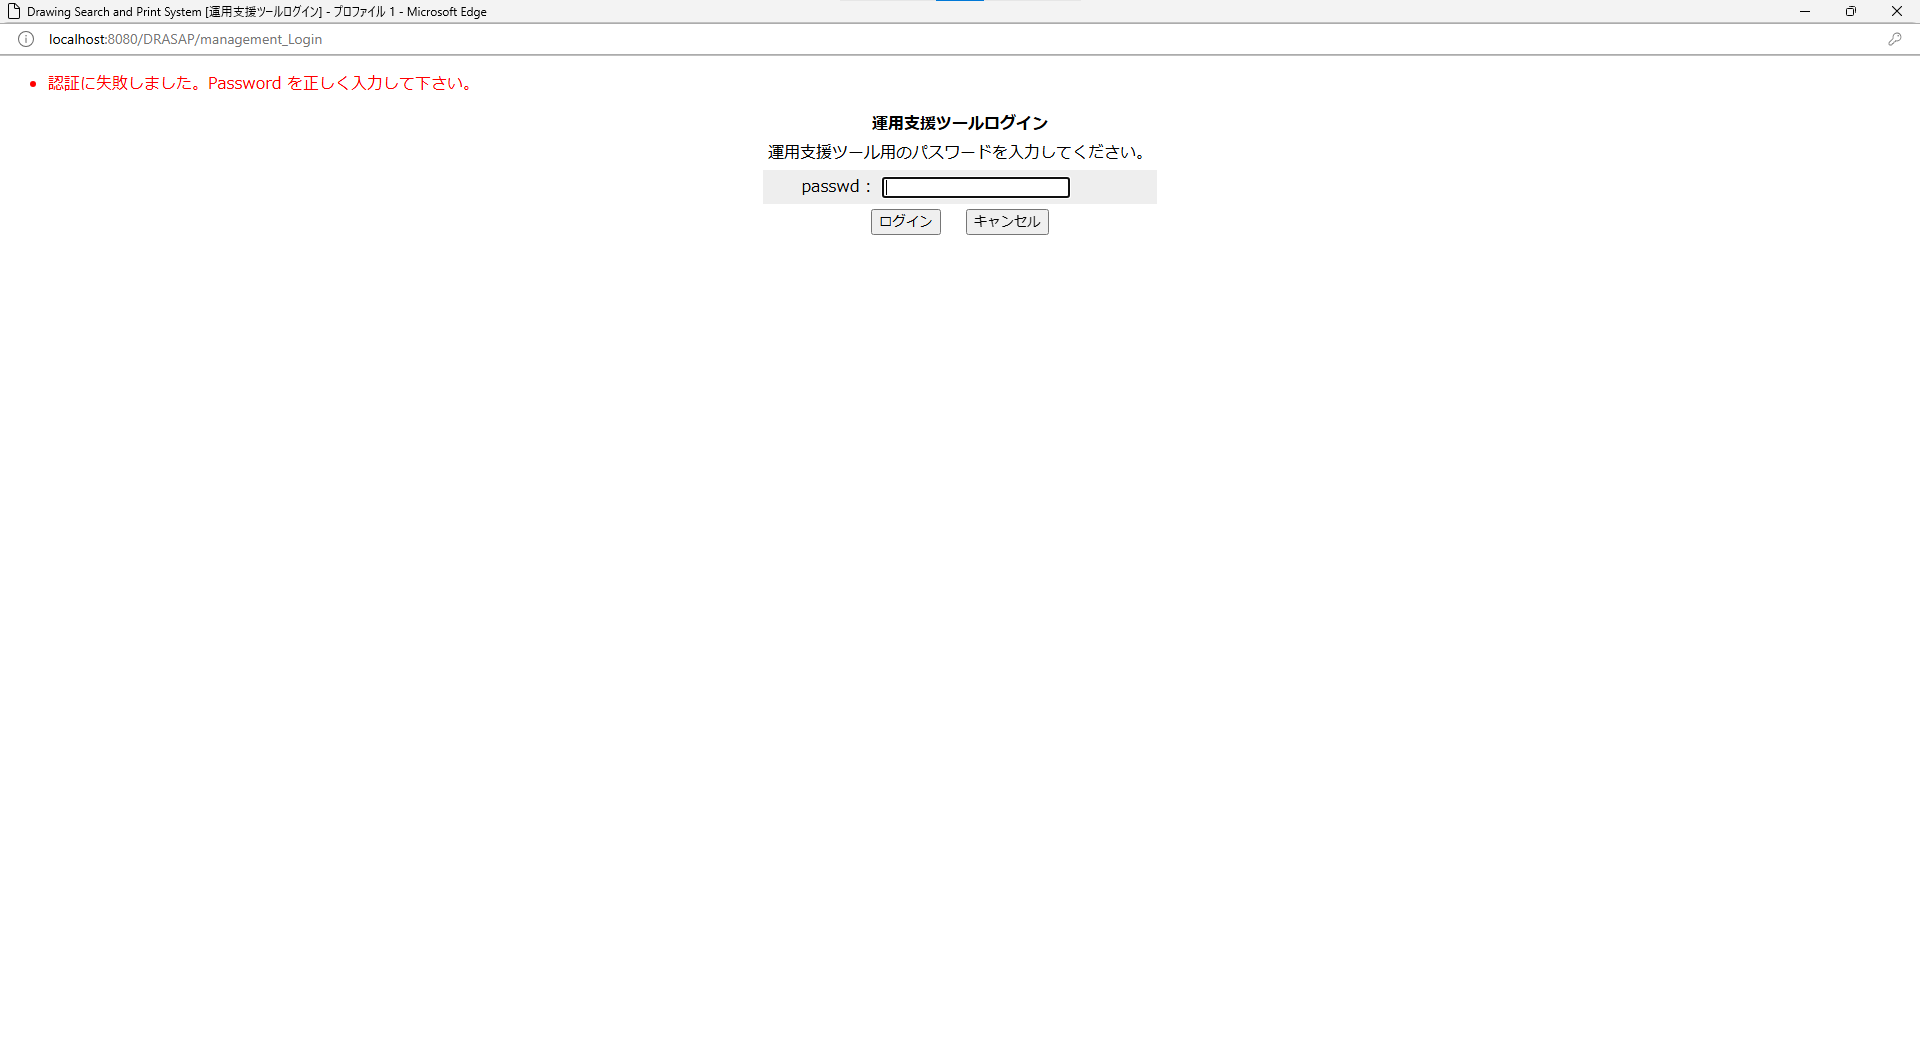 Drawing Search and Print System [運用支援ツールログイン] - プロファイル 1 - Microsoft Edge
localhost:8080/DRASAP/management_Login
• 認証に失敗しました。Password を正しく入力して下さい。
運用支援ツールログイン
運用支援ツール用のパスワードを入力してください。
passwd :
ログイン キャンセル